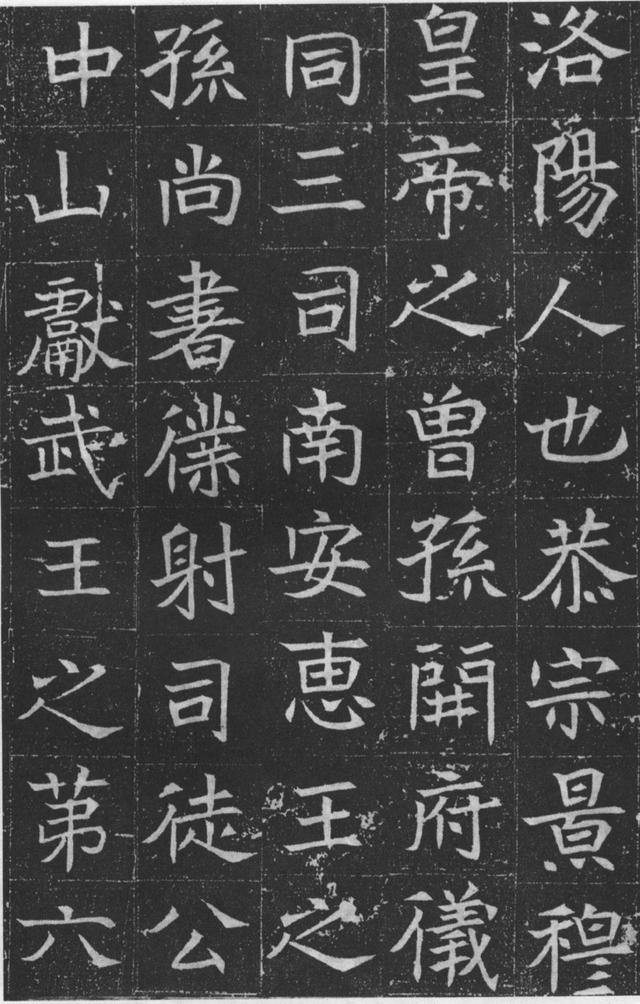 洛陽人也恭宗景穆
皇帝之曾孫開府儀
同三司南安惠王之
孫尚書僕射司徒公
中山獻武王之第六